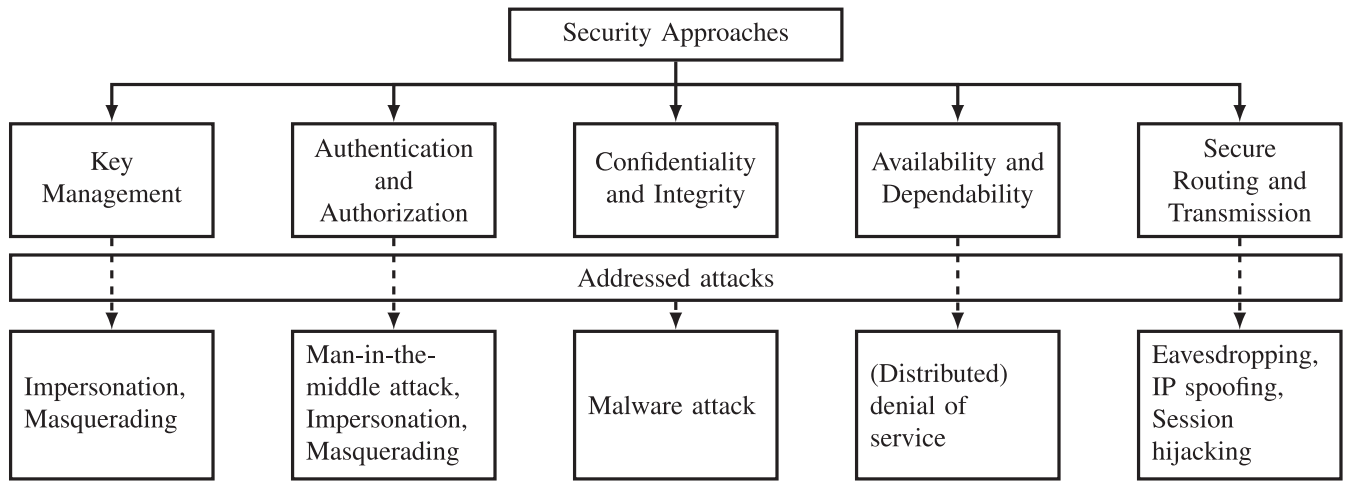 Security Approaches
Key
Management
Authentication
and
Authorization
Confidentiality
and Integrity
Availability and
Dependability
Secure
Routing and
Transmission
Addressed attacks
Impersonation,
Masquerading
Man-in-the-
middle attack,
Impersonation,
Masquerading
Malware attack
(Distributed)
denial of
service
Eavesdropping,
IP spoofing,
Session
hijacking